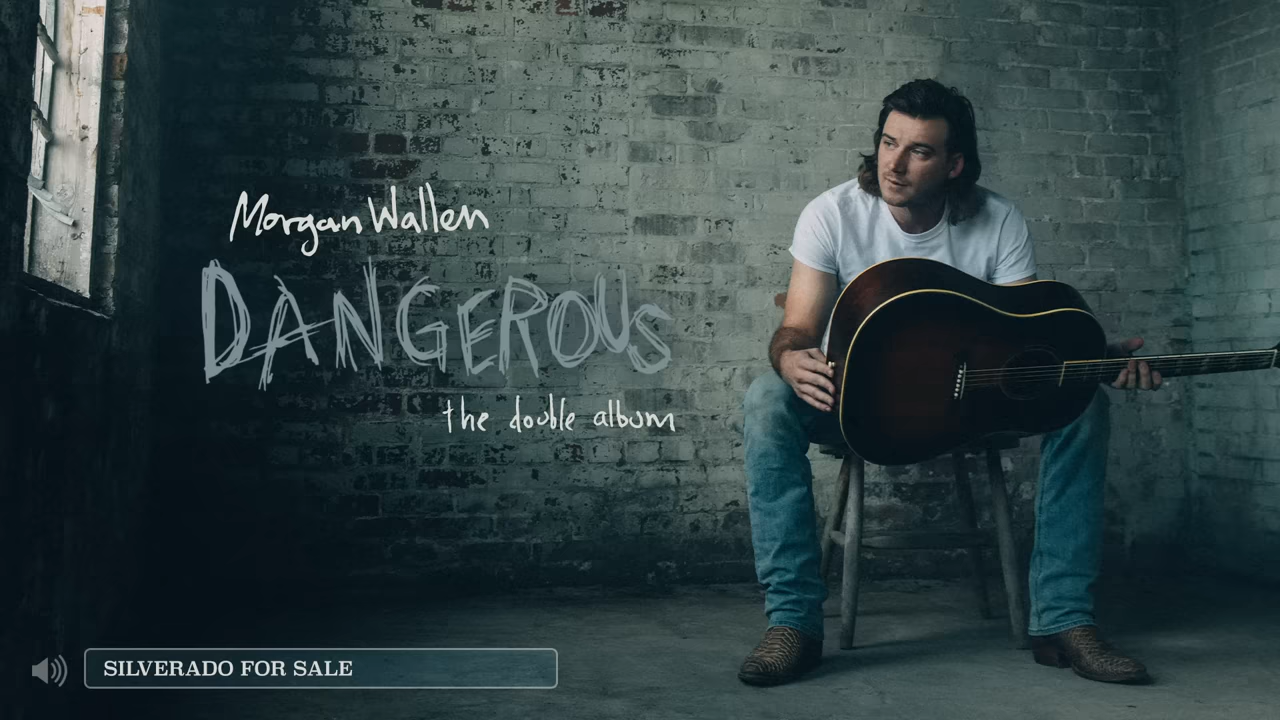 Morgan Wallen
DANGEROUS
the double album
SILVERADO FOR SALE